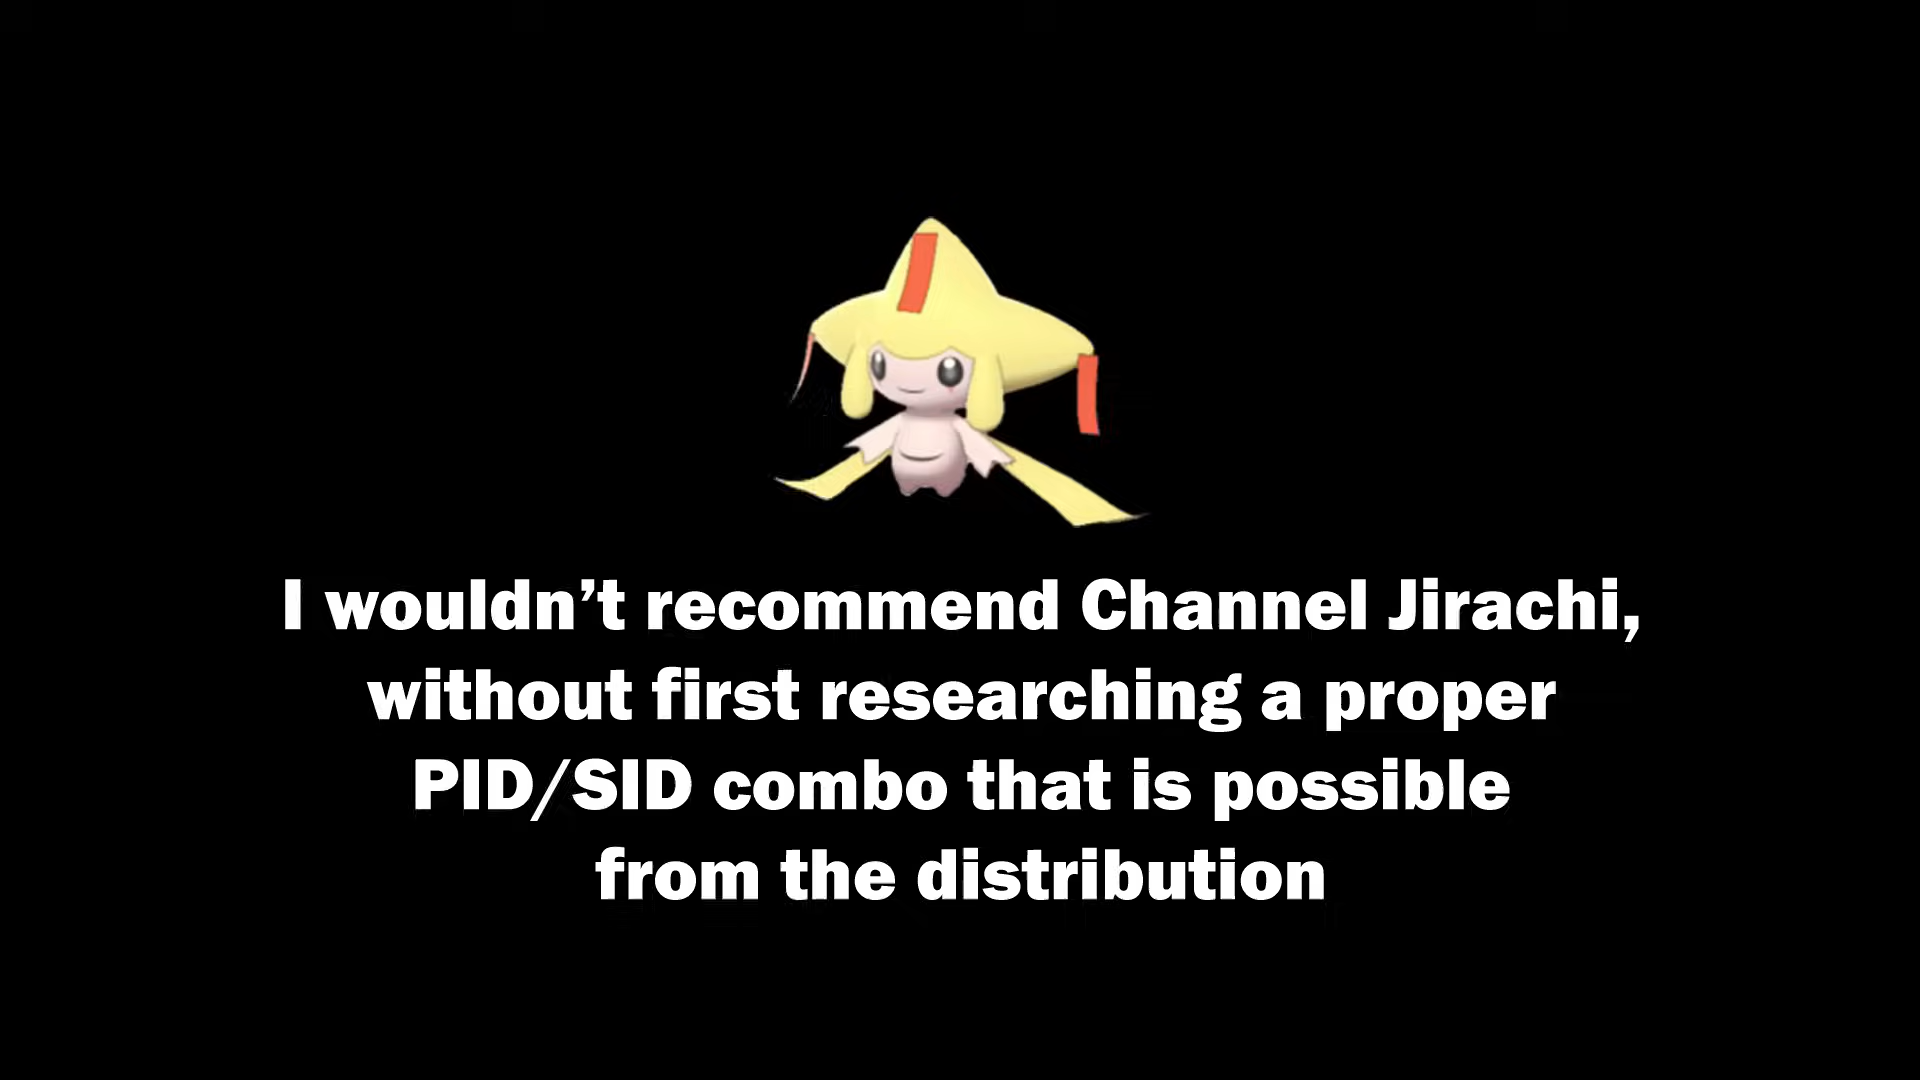 I wouldn’t recommend Channel Jirachi,
without first researching a proper
PID/SID combo that is possible
from the distribution